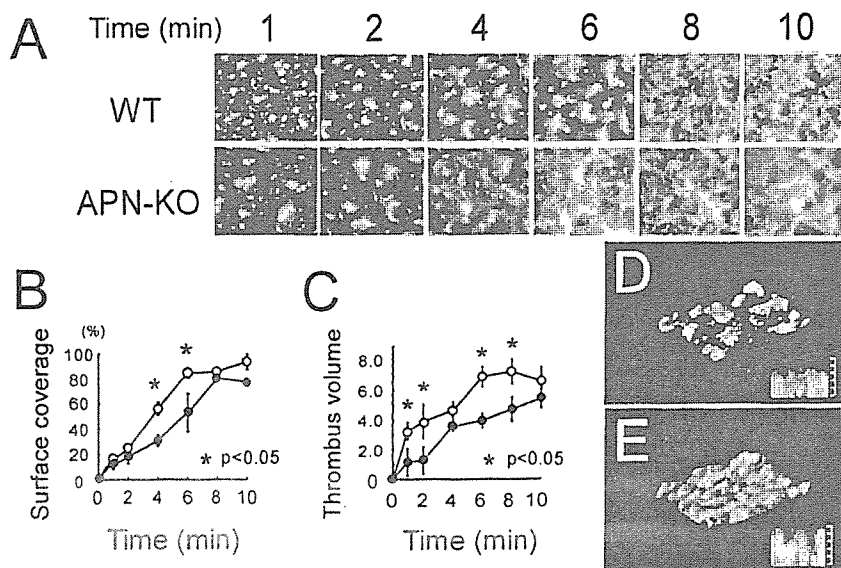 A
Time (min) 1 2 4 6 8 10
WT
APN-KO
B
(%)
Surface coverage
100
80
60
40
20
0
* *
* p<0.05
0 2 4 6 8 10
Time (min)
C
Thrombus volume
8.0
6.0
4.0
2.0
0
* * * *
* p<0.05
0 2 4 6 8 10
Time (min)
D
E